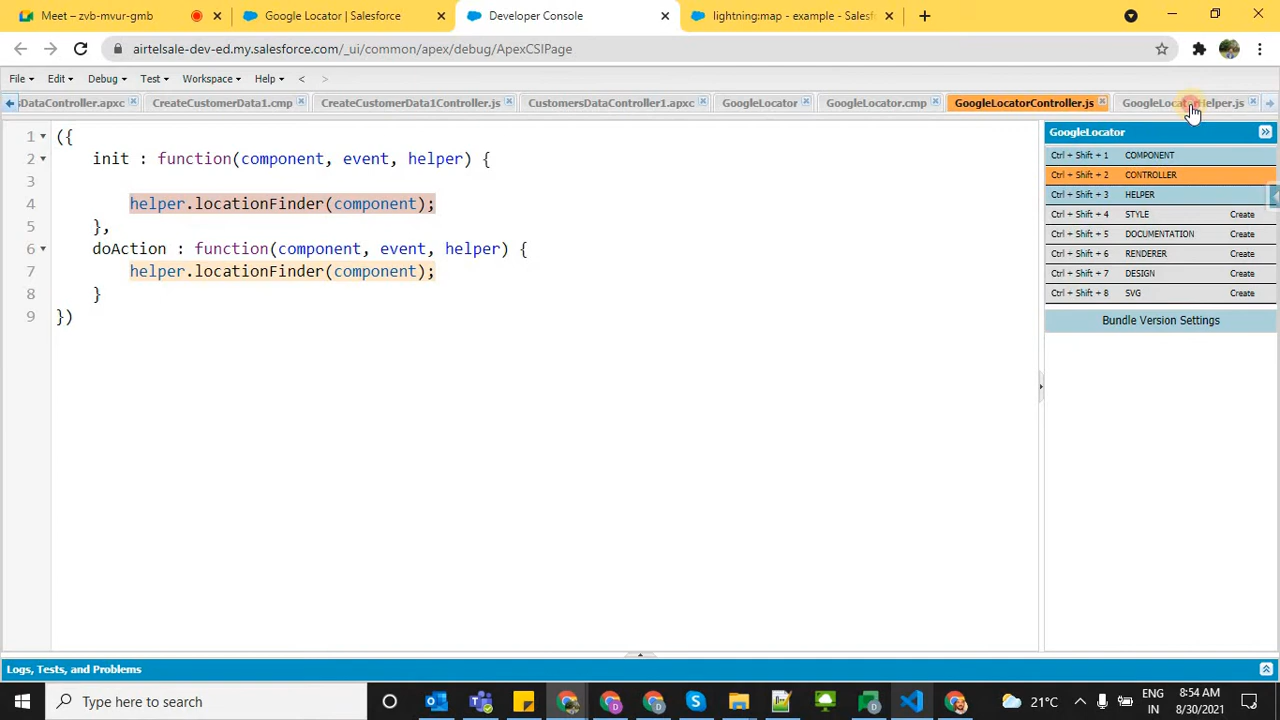 Meet – zvb-mvur-gmb
Google Locator | Salesforce
Developer Console
lightning:map - example - Salesf
airtelsale-dev-ed.my.salesforce.com/_ui/common/apex/debug/ApexCSIPage
File Edit Debug Test Workspace Help < >
sDataController.apxc
CreateCustomerData1.cmp
CreateCustomerData1Controller.js
CustomersDataController1.apxc
GoogleLocator
GoogleLocator.cmp
GoogleLocatorController.js
1 ({
2 init : function(component, event, helper) {
3
4 helper.locationFinder(component);
5 },
6 doAction : function(component, event, helper) {
7 helper.locationFinder(component);
8 }
9 })
GoogleLocator
Ctrl + Shift + 1 COMPONENT
Ctrl + Shift + 2 CONTROLLER
Ctrl + Shift + 3 HELPER
Ctrl + Shift + 4 STYLE Create
Ctrl + Shift + 5 DOCUMENTATION Create
Ctrl + Shift + 6 RENDERER Create
Ctrl + Shift + 7 DESIGN Create
Ctrl + Shift + 8 SVG Create
Bundle Version Settings
Logs, Tests, and Problems
Type here to search
21°C
ENG
IN
8:54 AM
8/30/2021